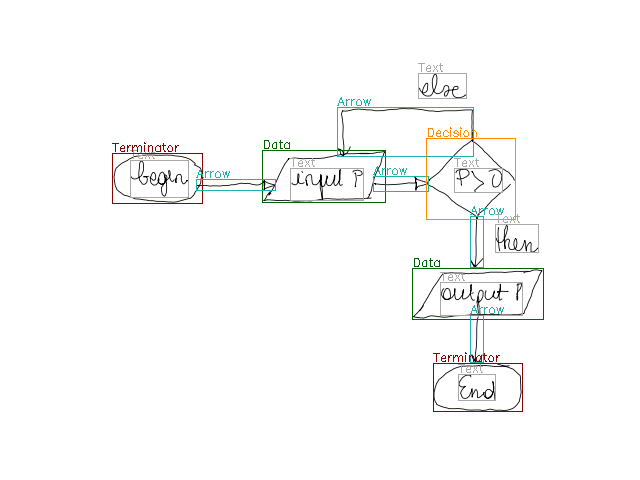 Text
else
Arrow
Decision
Data
Terminator
Text
begin
Arrow
Text
input P
Arrow
Text
P>0
Arrow
Text
then
Data
Text
output P
Arrow
Terminator
Text
End